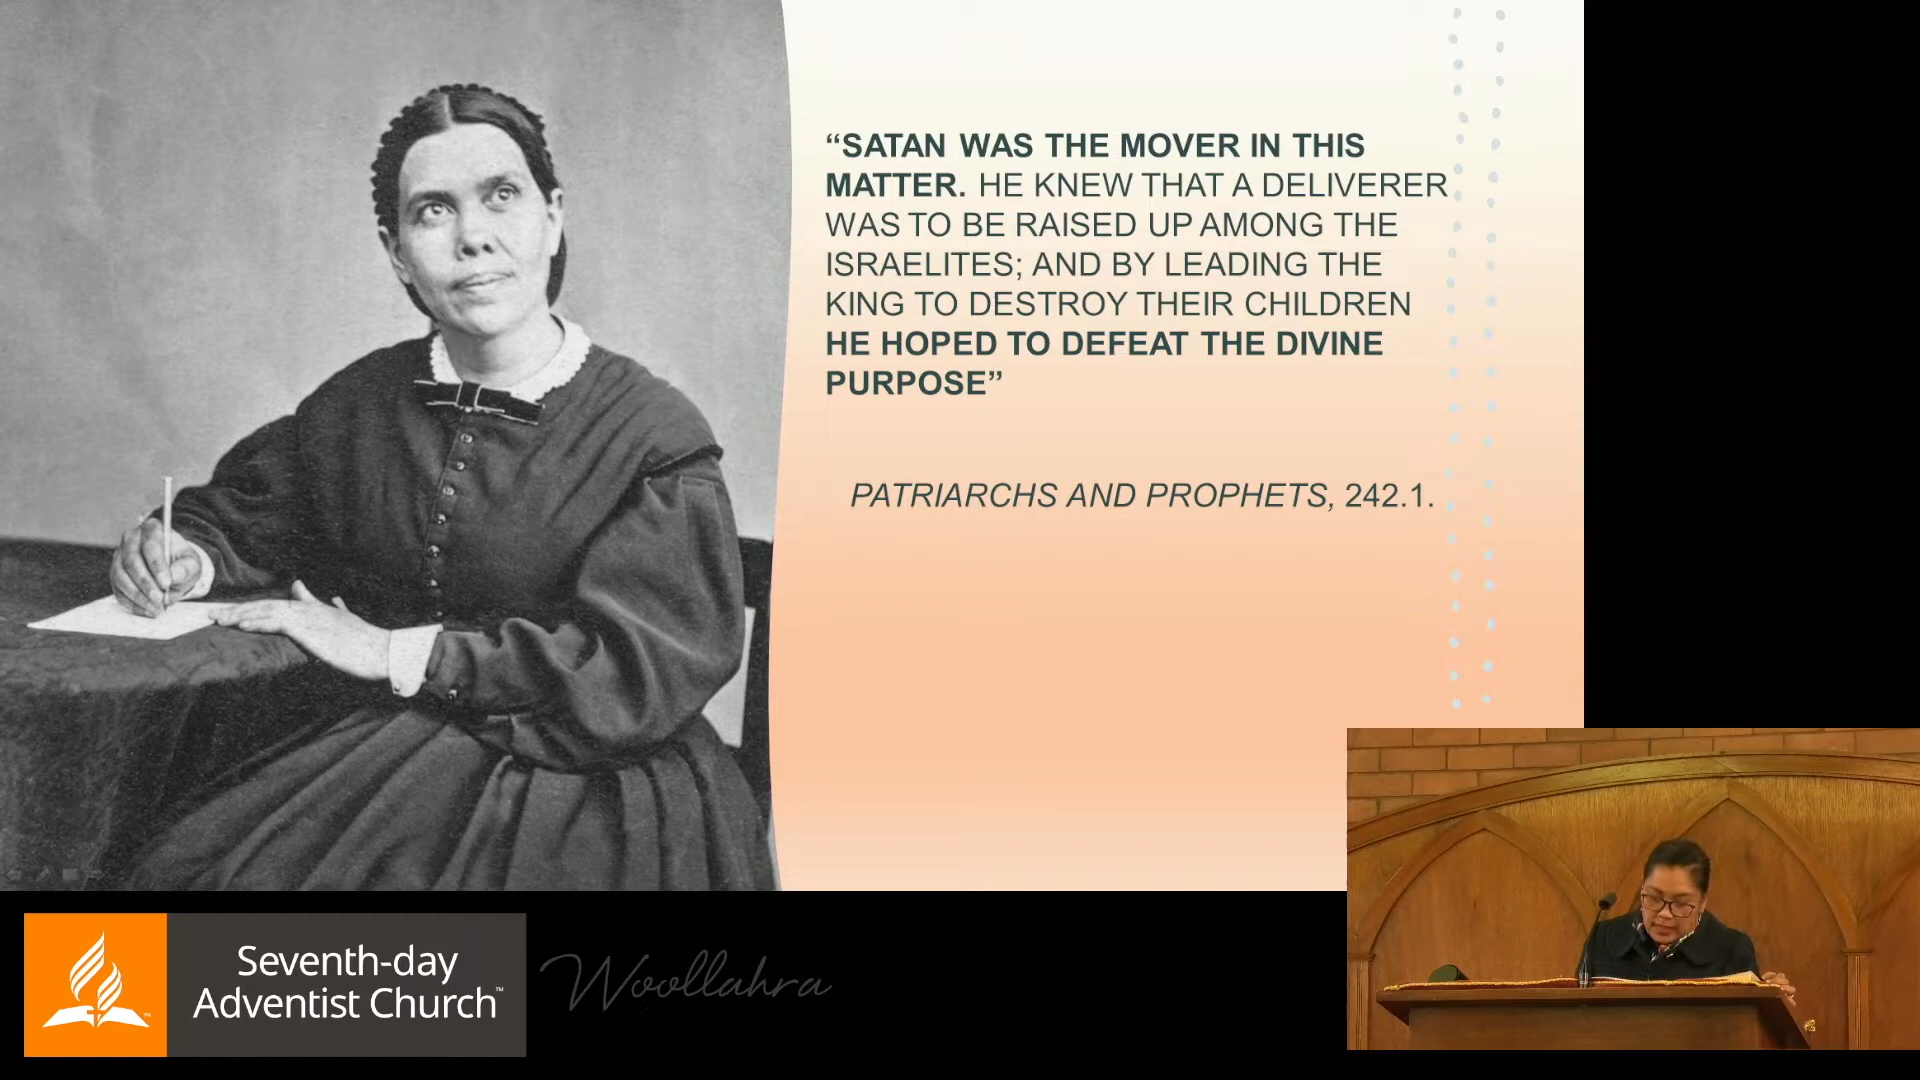 “SATAN WAS THE MOVER IN THIS
MATTER. HE KNEW THAT A DELIVERER
WAS TO BE RAISED UP AMONG THE
ISRAELITES; AND BY LEADING THE
KING TO DESTROY THEIR CHILDREN
HE HOPED TO DEFEAT THE DIVINE
PURPOSE”
PATRIARCHS AND PROPHETS, 242.1.
Seventh-day
Adventist Church™
Woollahra